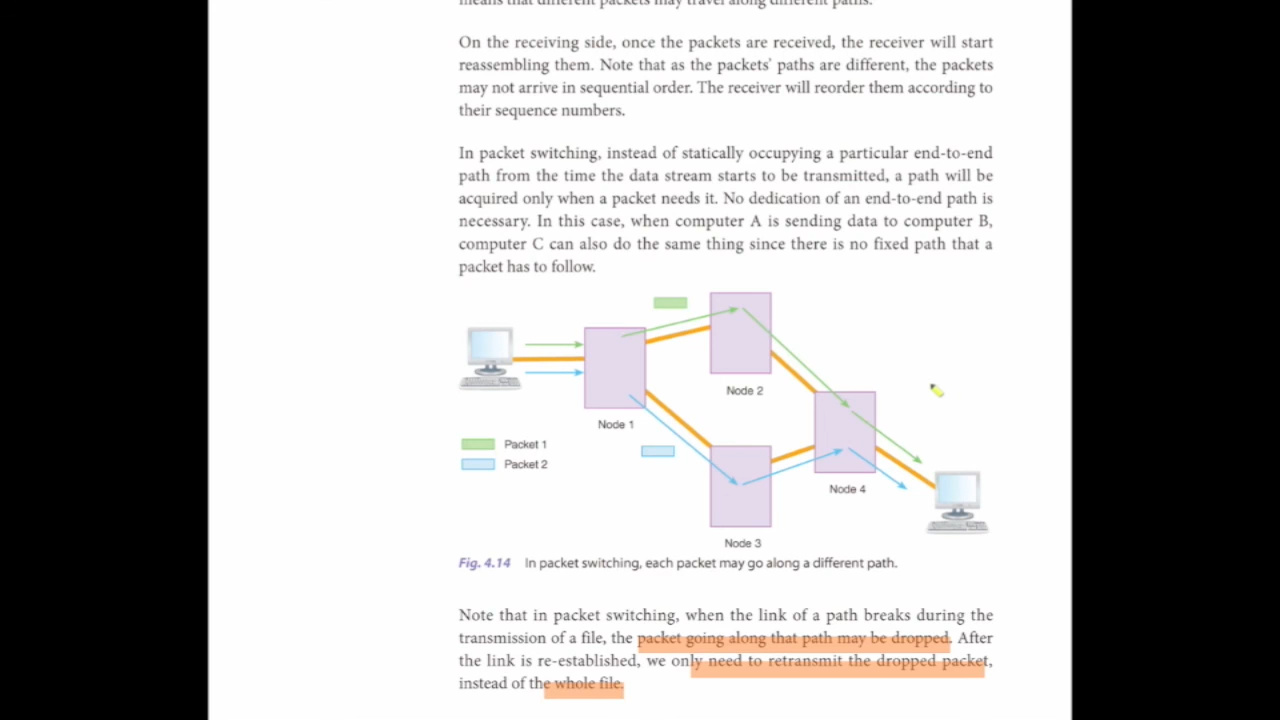 means that different packets may travel along different paths.
On the receiving side, once the packets are received, the receiver will start
reassembling them. Note that as the packets' paths are different, the packets
may not arrive in sequential order. The receiver will reorder them according to
their sequence numbers.
In packet switching, instead of statically occupying a particular end-to-end
path from the time the data stream starts to be transmitted, a path will be
acquired only when a packet needs it. No dedication of an end-to-end path is
necessary. In this case, when computer A is sending data to computer B,
computer C can also do the same thing since there is no fixed path that a
packet has to follow.
Node 2
Node 1
Packet 1
Packet 2
Node 4
Node 3
Fig. 4.14 In packet switching, each packet may go along a different path.
Note that in packet switching, when the link of a path breaks during the
transmission of a file, the packet going along that path may be dropped. After
the link is re-established, we only need to retransmit the dropped packet,
instead of the whole file.